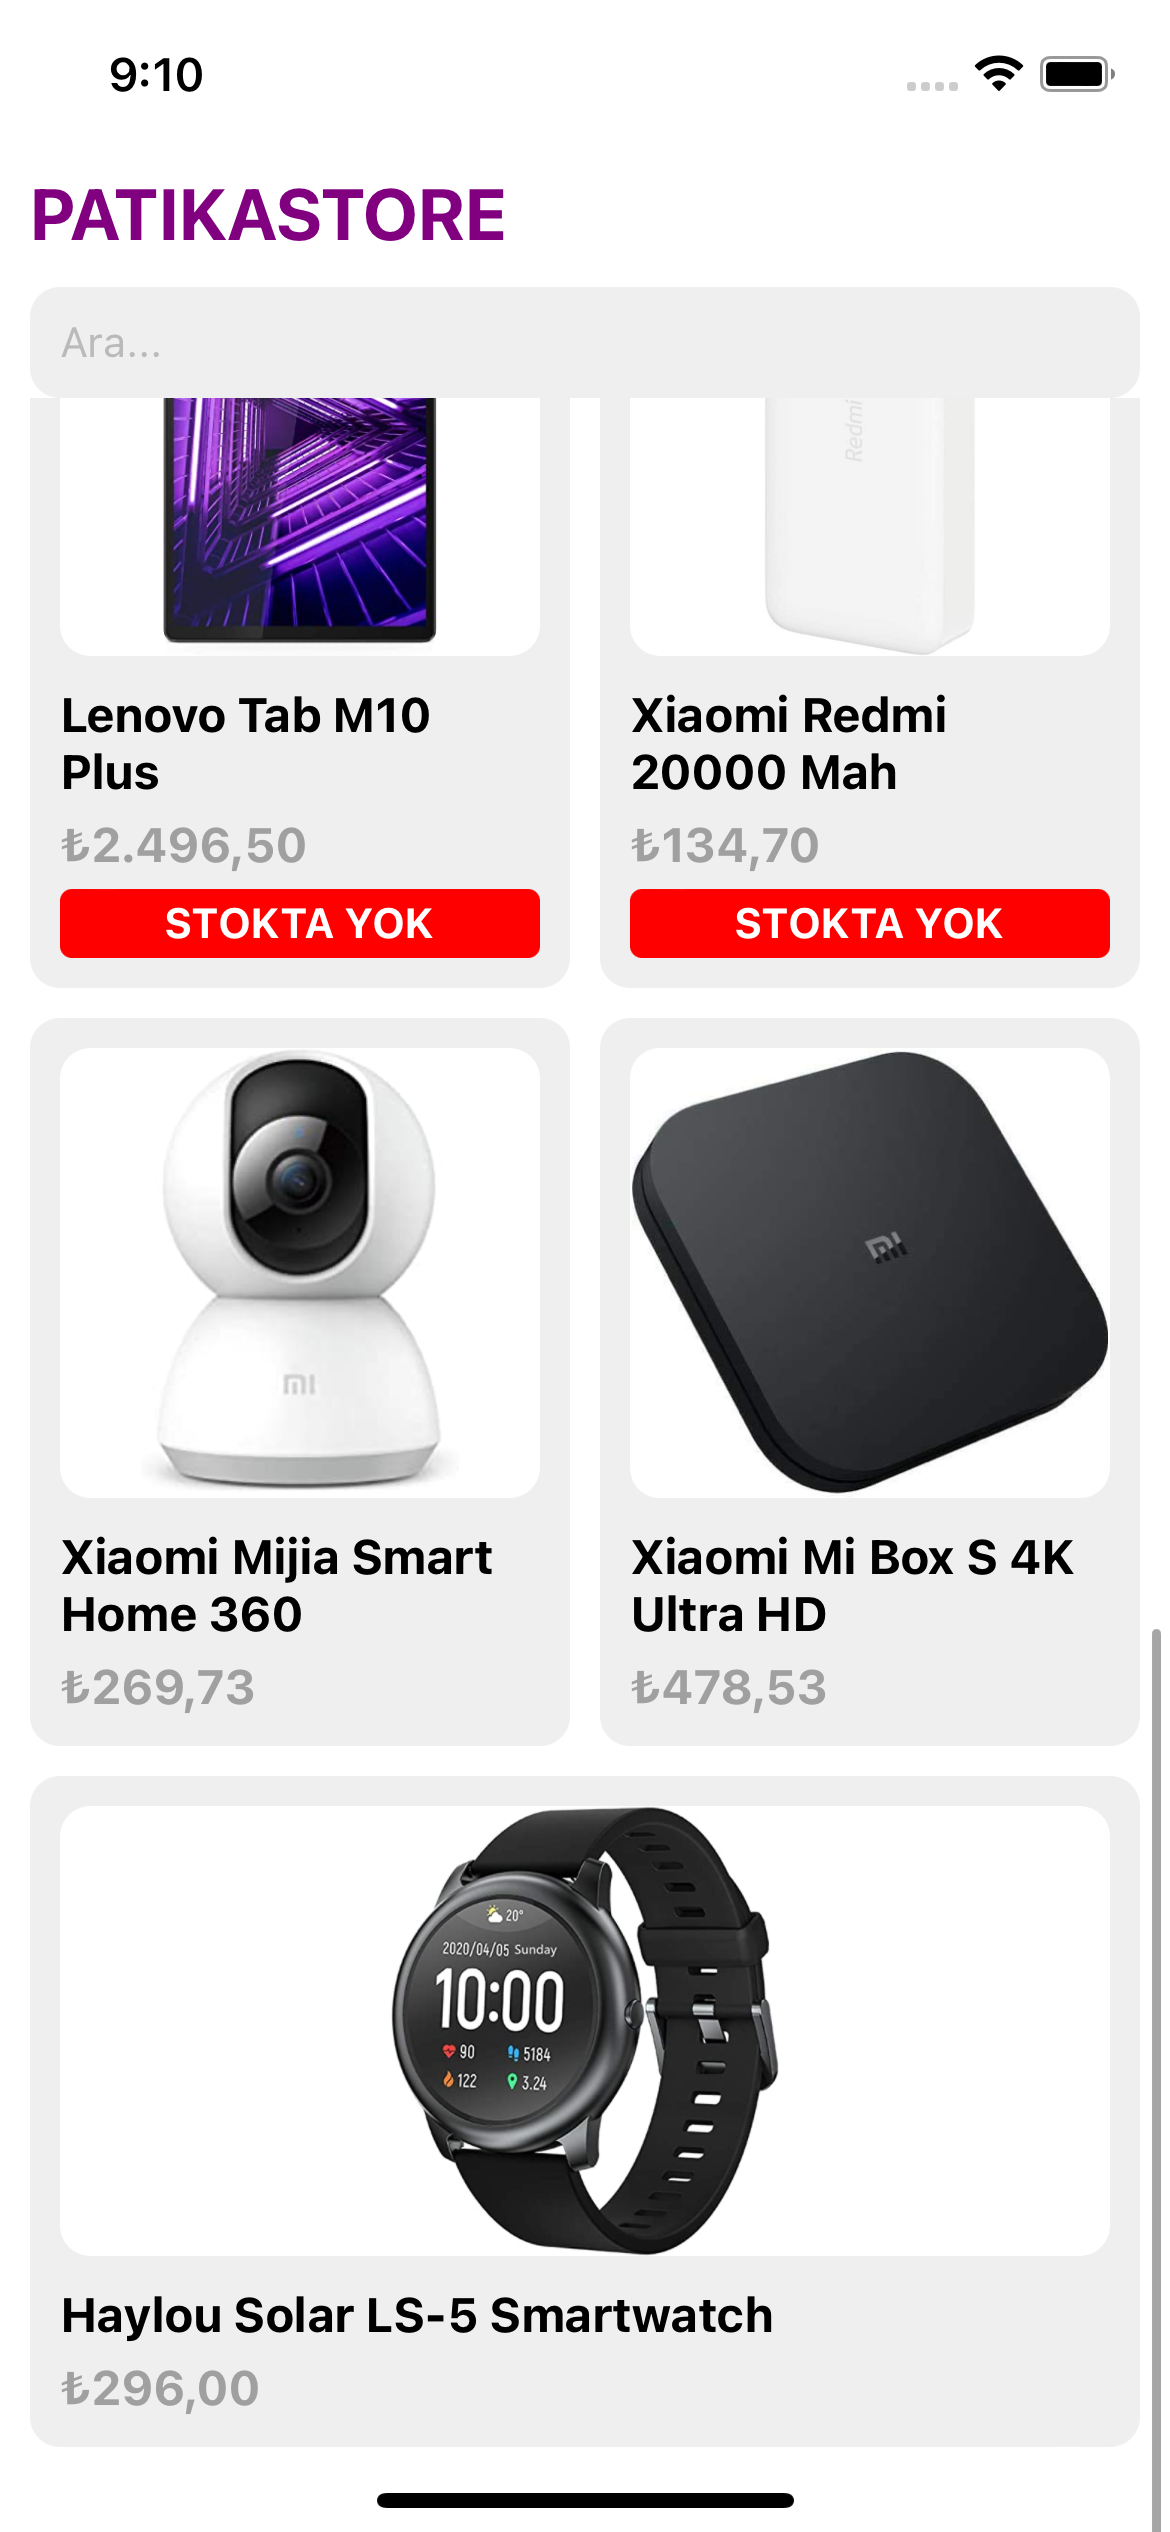 9:10
PATIKASTORE
Ara...
Redmi
Lenovo Tab M10
Plus
₺2.496,50
STOKTA YOK
Xiaomi Redmi
20000 Mah
₺134,70
STOKTA YOK
mi
Xiaomi Mijia Smart
Home 360
₺269,73
mi
Xiaomi Mi Box S 4K
Ultra HD
₺478,53
20°
2020/04/05 Sunday
10:00
90 5184
122 3.24
Haylou Solar LS-5 Smartwatch
₺296,00